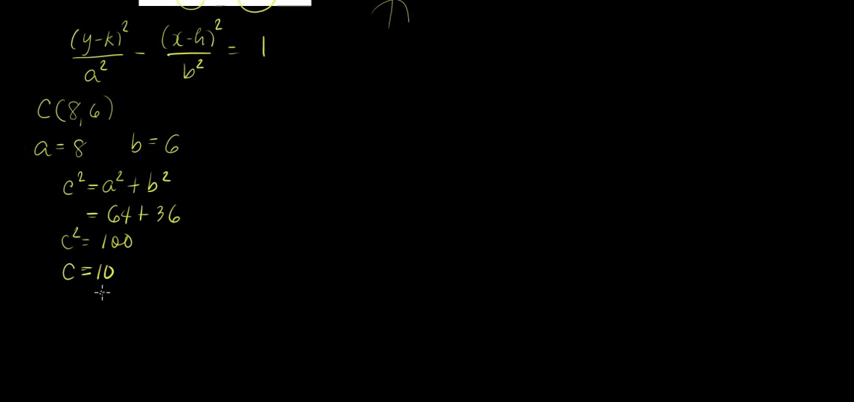 (y-k)²/a² - (x-h)²/b² = 1
C(8,6)
a = 8 b = 6
c² = a² + b²
= 64 + 36
c² = 100
c = 10